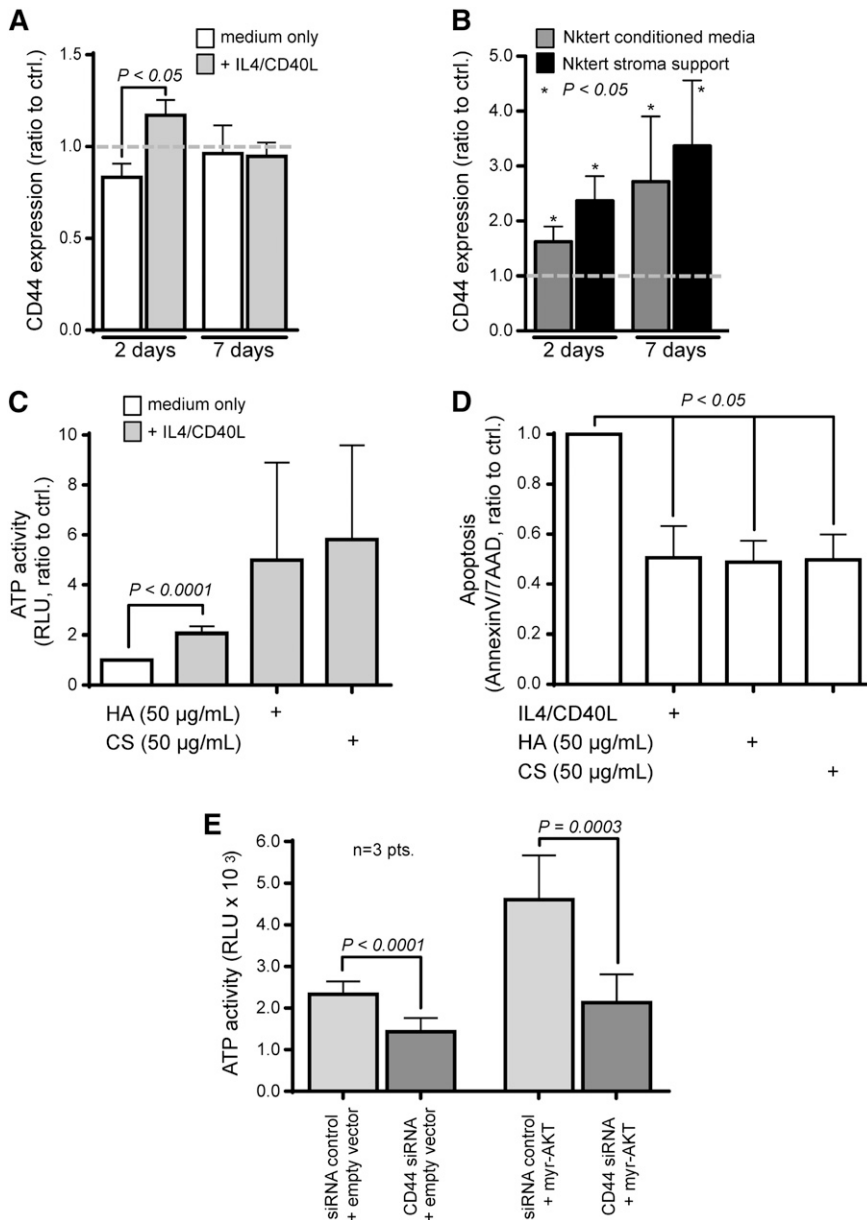 A
medium only
+ IL4/CD40L
P < 0.05
CD44 expression (ratio to ctrl.)
1.5
1.0
0.5
0.0
2 days
7 days
B
Nktert conditioned media
Nktert stroma support
* P < 0.05
CD44 expression (ratio to ctrl.)
5.0
4.0
3.0
2.0
1.0
0.0
*
*
*
*
2 days
7 days
C
medium only
+ IL4/CD40L
ATP activity
(RLU, ratio to ctrl.)
10
8
6
4
2
0
P < 0.0001
HA (50 µg/mL) +
CS (50 µg/mL) +
D
P < 0.05
Apoptosis
(AnnexinV/7AAD, ratio to ctrl.)
1.0
0.8
0.6
0.4
0.2
0.0
IL4/CD40L +
HA (50 µg/mL) +
CS (50 µg/mL) +
E
n=3 pts.
ATP activity (RLU x 10 3)
6.0
5.0
4.0
3.0
2.0
1.0
0.0
P < 0.0001
P = 0.0003
siRNA control
+ empty vector
CD44 siRNA
+ empty vector
siRNA control
+ myr-AKT
CD44 siRNA
+ myr-AKT